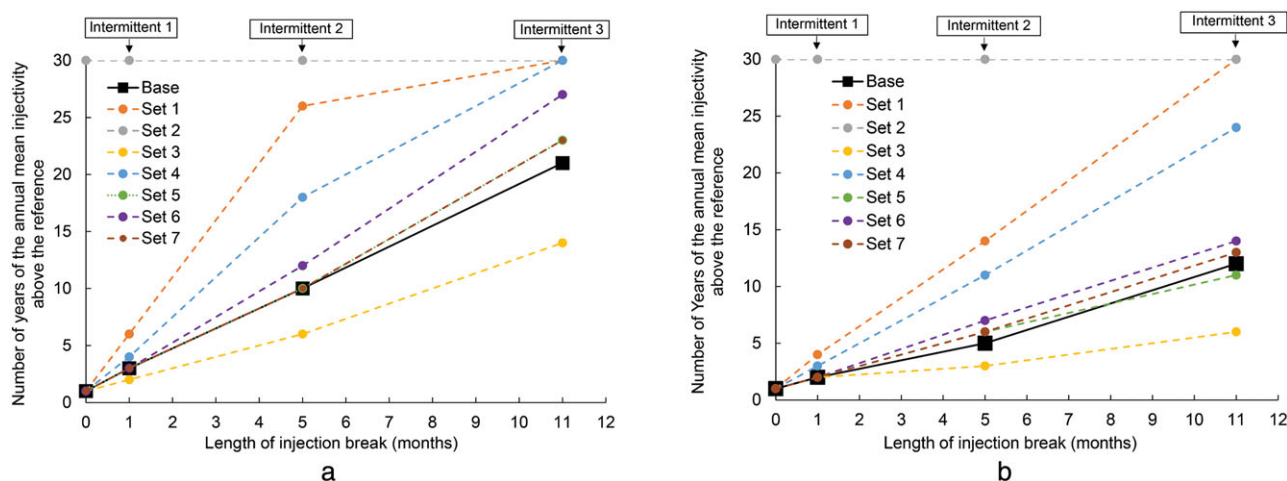 Intermittent 1
Intermittent 2
Intermittent 3
30
25
20
15
10
5
0
Base
Set 1
Set 2
Set 3
Set 4
Set 5
Set 6
Set 7
Number of years of the annual mean injectivity
above the reference
0 1 2 3 4 5 6 7 8 9 10 11 12
Length of injection break (months)
a
Intermittent 1
Intermittent 2
Intermittent 3
30
25
20
15
10
5
0
Base
Set 1
Set 2
Set 3
Set 4
Set 5
Set 6
Set 7
Number of Years of the annual mean injectivity
above the reference
0 1 2 3 4 5 6 7 8 9 10 11 12
Length of injection break (months)
b